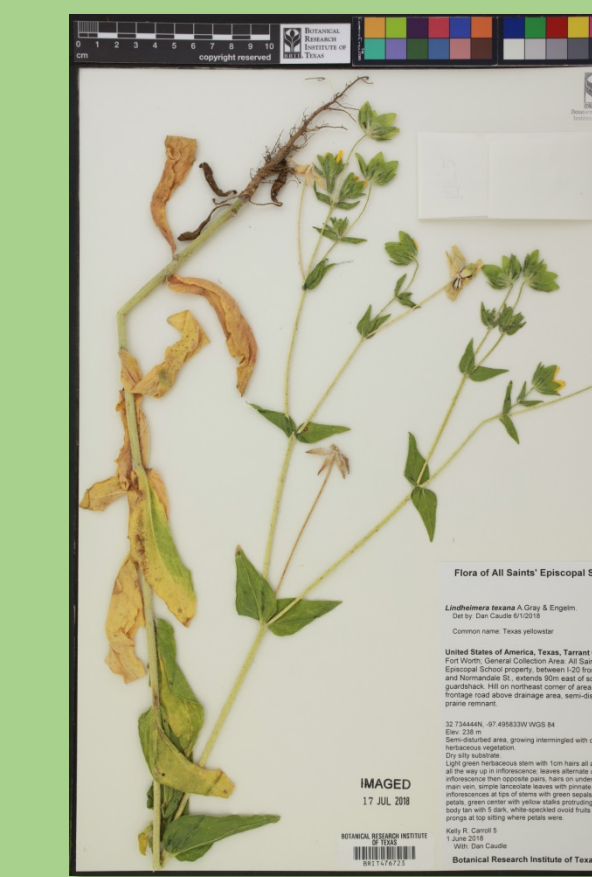 0 1 2 3 4 5 6 7 8 9 10
cm
copyright reserved
BOTANICAL
RESEARCH
INSTITUTE OF
BRIT TEXAS
Flora of All Saints' Episcopal S
Lindheimera texana A.Gray & Engelm.
Det by: Dan Caudle 6/1/2018
Common name: Texas yellowstar
United States of America, Texas, Tarrant
Fort Worth: General Collection Area: All Sai
Episcopal School property, between I-20 fro
and Normandale St., extends 90m east of s
guardshack. Hill on northeast corner of area
frontage road above drainage area, semi-dis
prairie remnant.
32.734444N, -97.495833W WGS 84
Elev: 238 m
Semi-disturbed area, growing intermingled with
herbaceous vegetation.
Dry silty substrate.
Light green herbaceous stem with 1cm hairs all
all the way up in inflorescence; leaves alternate
inflorescence then opposite pairs, hairs on under
main vein, simple lanceolate leaves with pinnate
inflorescences at tips of stems with green sepals
petals, green center with yellow stalks protruding
body tan with 5 dark, white-speckled ovoid fruits
prongs at top sitting where petals were.
Kelly R. Carroll 5
1 June 2018
With: Dan Caudle
Botanical Research Institute of Texa
IMAGED
17 JUL 2018
BOTANICAL RESEARCH INSTITUTE
OF TEXAS
BRIT476723